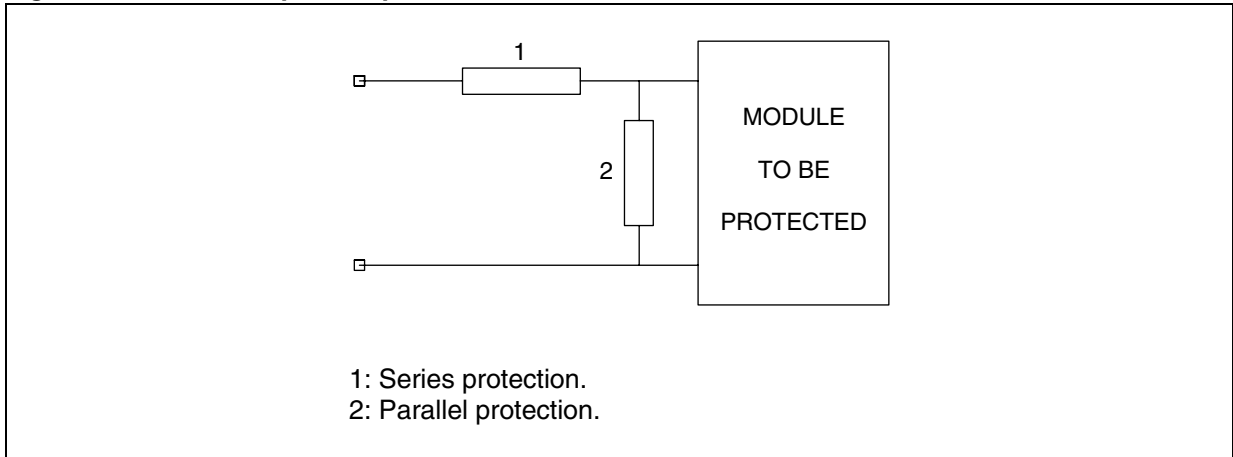 1
2
MODULE
TO BE
PROTECTED
1: Series protection.
2: Parallel protection.